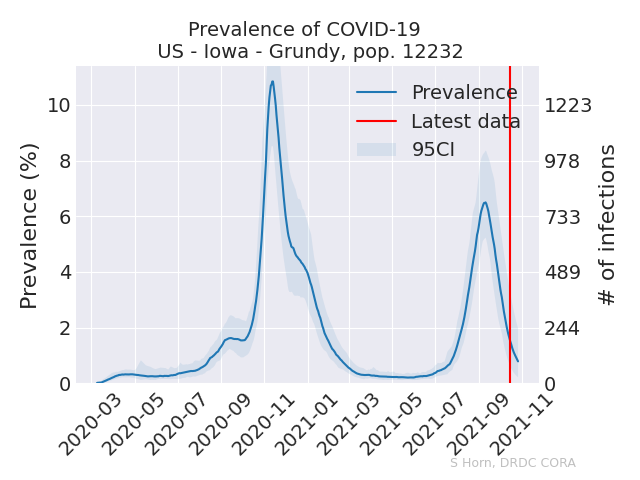 Prevalence of COVID-19
US - Iowa - Grundy, pop. 12232
Prevalence
Latest data
95CI
Prevalence (%)
10
8
6
4
2
0
1223
978
733
489
244
0
# of infections
2020-03
2020-05
2020-07
2020-09
2020-11
2021-01
2021-03
2021-05
2021-07
2021-09
2021-11
S Horn, DRDC CORA